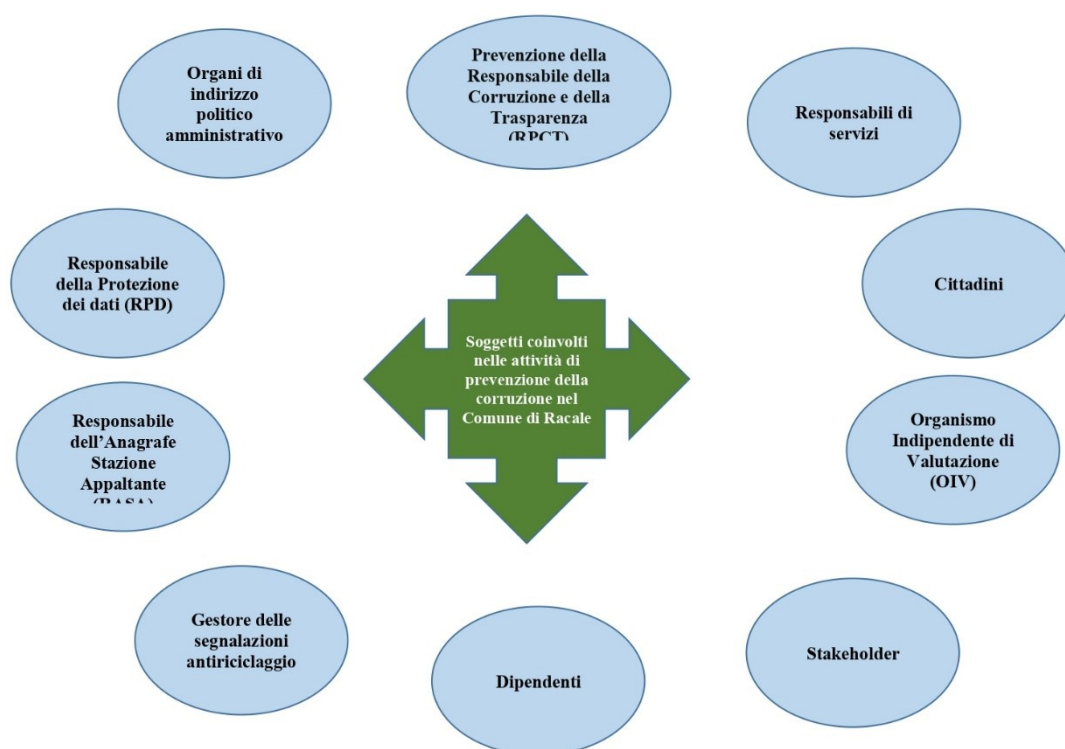 Organi di
indirizzo
politico
amministrativo
Prevenzione della
Responsabile della
Corruzione e della
Trasparenza
(RPCT)
Responsabili di
servizi
Responsabile
della Protezione
dei dati (RPD)
Cittadini
Soggetti coinvolti
nelle attività di
prevenzione della
corruzione nel
Comune di Racale
Responsabile
dell’Anagrafe
Stazione
Appaltante
(RASA)
Organismo
Indipendente di
Valutazione
(OIV)
Gestore delle
segnalazioni
antiriciclaggio
Dipendenti
Stakeholder